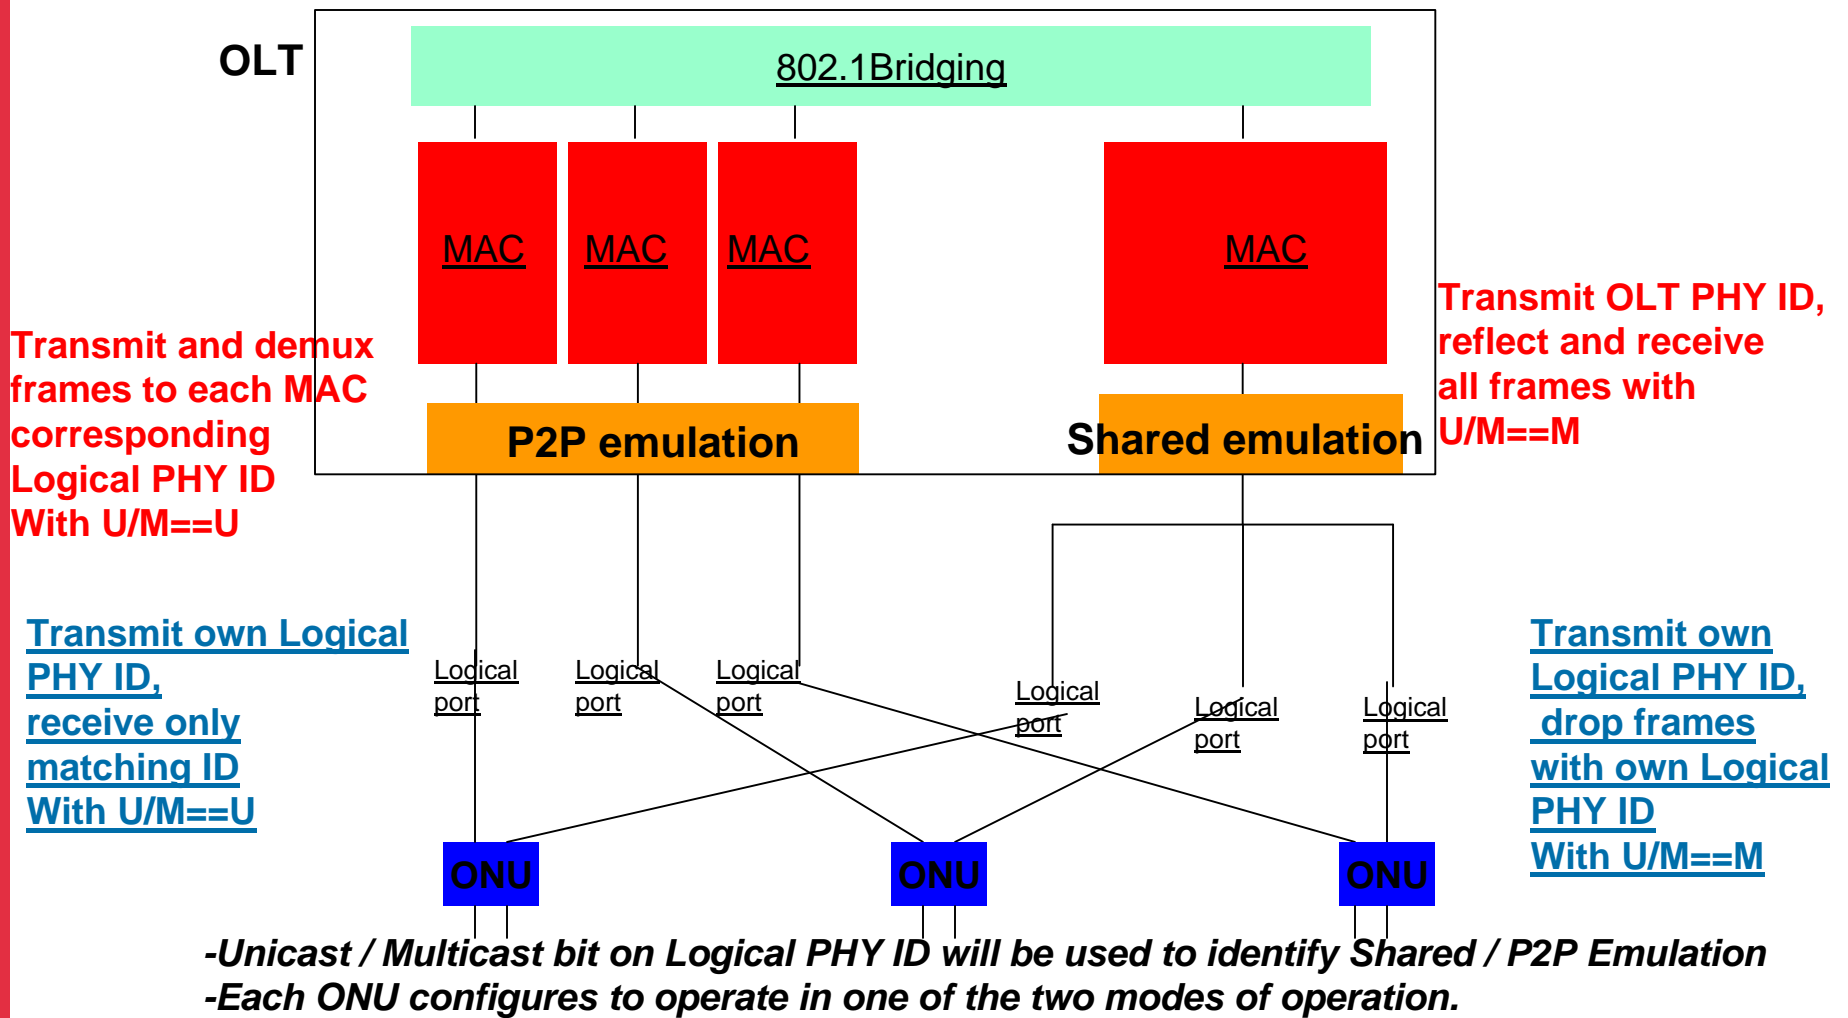 OLT
802.1Bridging
MAC
MAC
MAC
MAC
Transmit and demux
frames to each MAC
corresponding
Logical PHY ID
With U/M==U
Transmit OLT PHY ID,
reflect and receive
all frames with
U/M==M
P2P emulation
Shared emulation
Transmit own Logical
PHY ID,
receive only
matching ID
With U/M==U
Logical
port
Logical
port
Logical
port
Logical
port
Logical
port
Logical
port
Transmit own
Logical PHY ID,
drop frames
with own Logical
PHY ID
With U/M==M
ONU
ONU
ONU
-Unicast / Multicast bit on Logical PHY ID will be used to identify Shared / P2P Emulation
-Each ONU configures to operate in one of the two modes of operation.